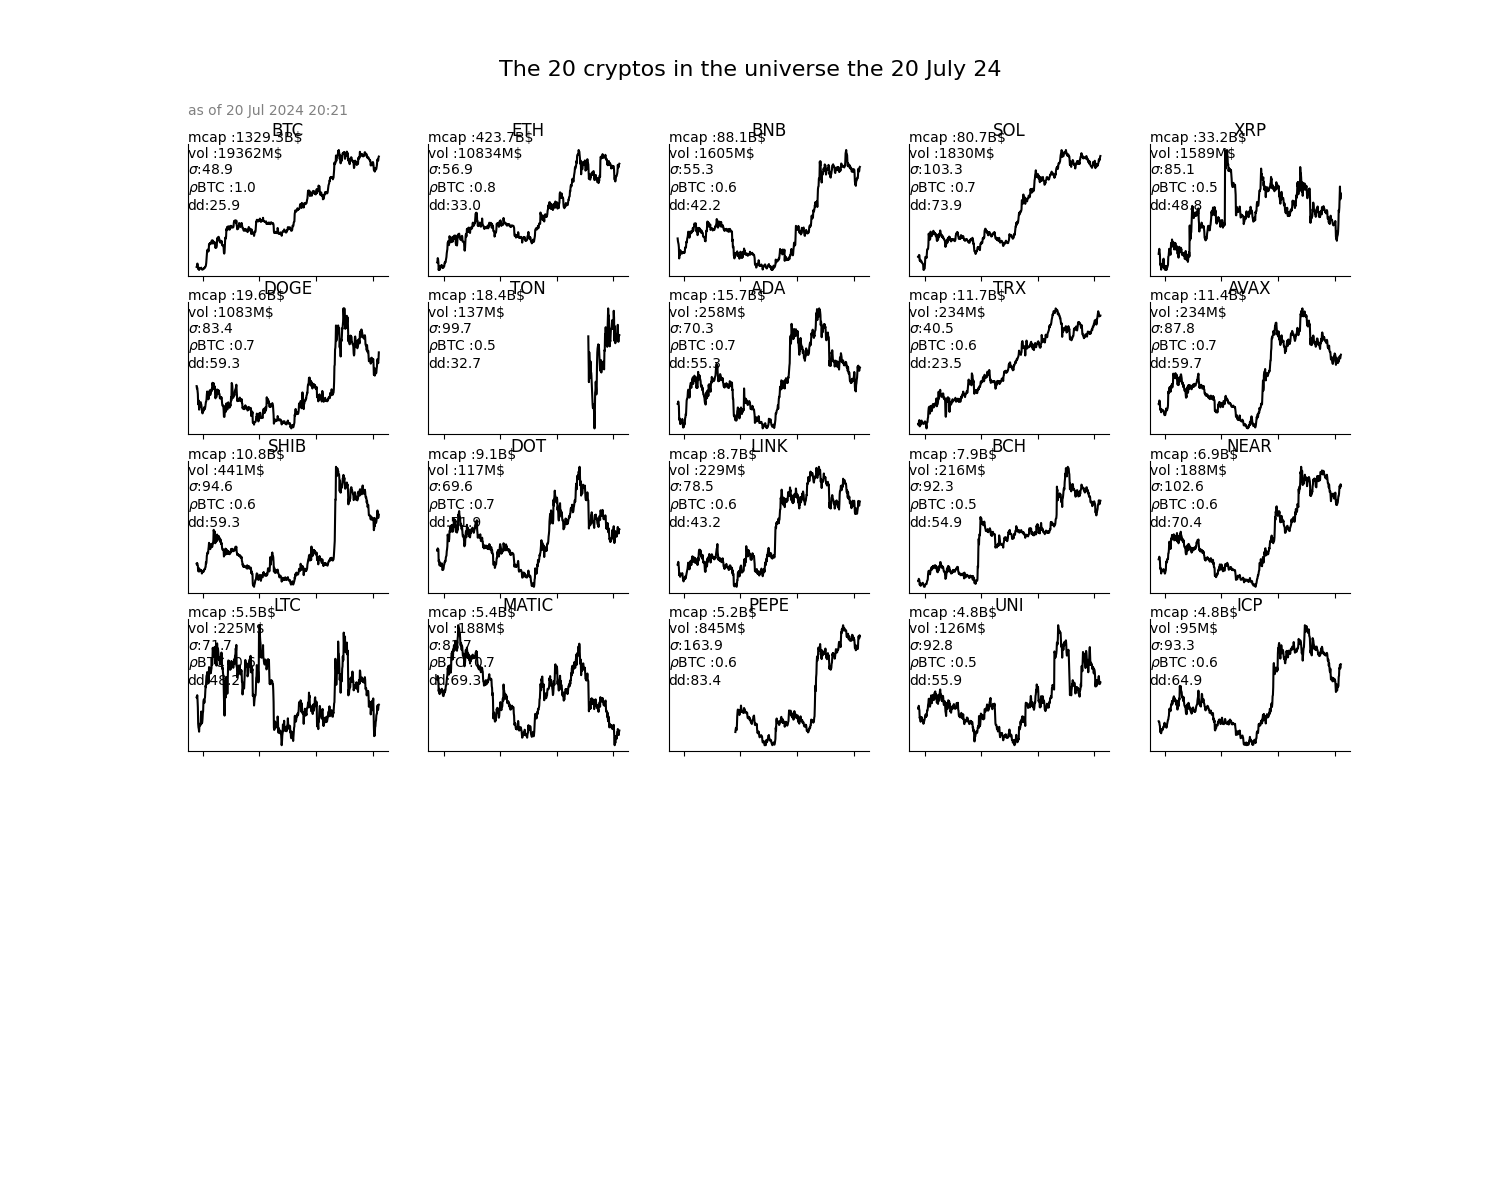 The 20 cryptos in the universe the 20 July 24
as of 20 Jul 2024 20:21
BTC
mcap :1329.3B$
vol :19362M$
σ:48.9
ρBTC :1.0
dd:25.9
ETH
mcap :423.7B$
vol :10834M$
σ:56.9
ρBTC :0.8
dd:33.0
BNB
mcap :88.1B$
vol :1605M$
σ:55.3
ρBTC :0.6
dd:42.2
SOL
mcap :80.7B$
vol :1830M$
σ:103.3
ρBTC :0.7
dd:73.9
XRP
mcap :33.2B$
vol :1589M$
σ:85.1
ρBTC :0.5
dd:48.8
DOGE
mcap :19.6B$
vol :1083M$
σ:83.4
ρBTC :0.7
dd:59.3
TON
mcap :18.4B$
vol :137M$
σ:99.7
ρBTC :0.5
dd:32.7
ADA
mcap :15.7B$
vol :258M$
σ:70.3
ρBTC :0.7
dd:55.3
TRX
mcap :11.7B$
vol :234M$
σ:40.5
ρBTC :0.6
dd:23.5
AVAX
mcap :11.4B$
vol :234M$
σ:87.8
ρBTC :0.7
dd:59.7
SHIB
mcap :10.8B$
vol :441M$
σ:94.6
ρBTC :0.6
dd:59.3
DOT
mcap :9.1B$
vol :117M$
σ:69.6
ρBTC :0.7
LINK
mcap :8.7B$
vol :229M$
σ:78.5
ρBTC :0.6
dd:43.2
BCH
mcap :7.9B$
vol :216M$
σ:92.3
ρBTC :0.5
dd:54.9
NEAR
mcap :6.9B$
vol :188M$
σ:102.6
ρBTC :0.6
dd:70.4
LTC
mcap :5.5B$
vol :225M$
σ:71.7
dd:48.2
MATIC
mcap :5.4B$
vol :188M$
ρBTC :0.7
dd:69.3
PEPE
mcap :5.2B$
vol :845M$
σ:163.9
ρBTC :0.6
dd:83.4
UNI
mcap :4.8B$
vol :126M$
σ:92.8
ρBTC :0.5
dd:55.9
ICP
mcap :4.8B$
vol :95M$
σ:93.3
ρBTC :0.6
dd:64.9